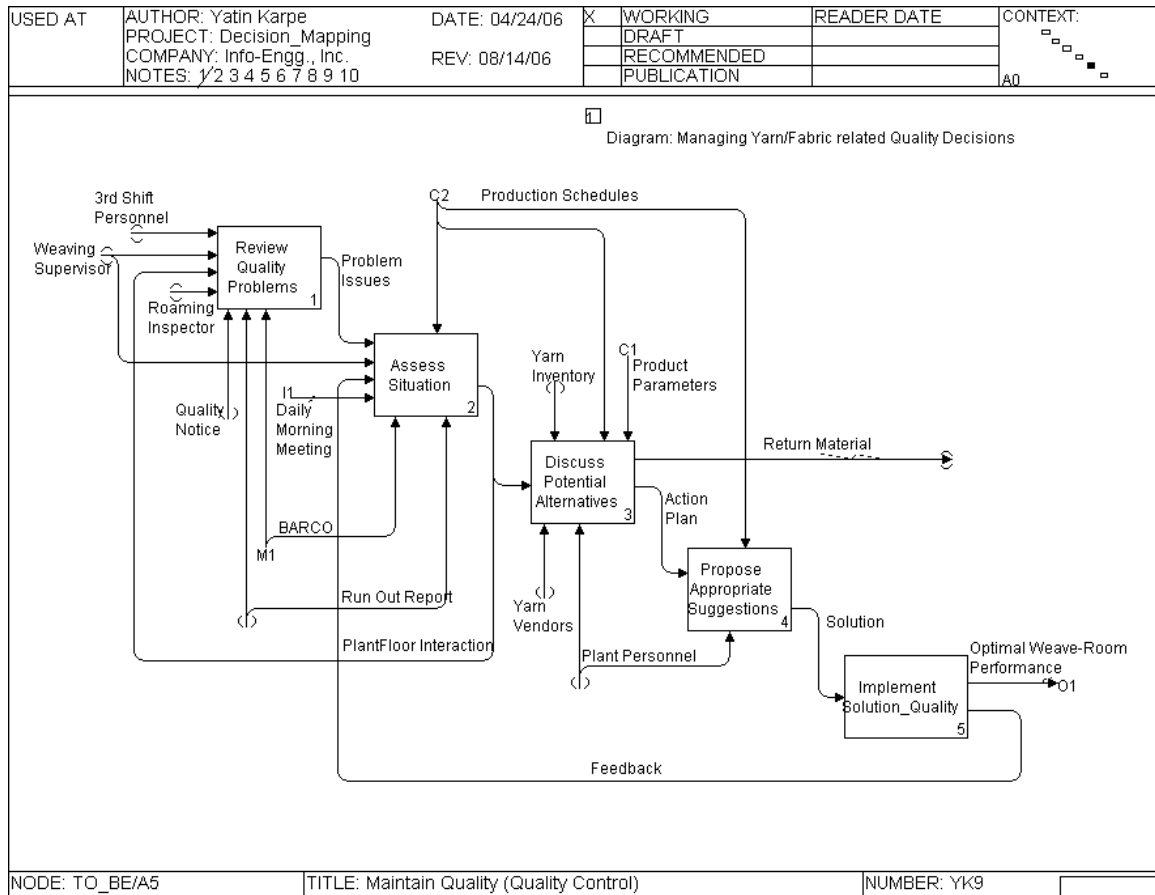 USED AT
AUTHOR: Yatin Karpe
DATE: 04/24/06
PROJECT: Decision_Mapping
COMPANY: Info-Engg., Inc.
REV: 08/14/06
NOTES: 1 2 3 4 5 6 7 8 9 10
X
WORKING
DRAFT
RECOMMENDED
PUBLICATION
READER DATE
CONTEXT:
A0
1
Diagram: Managing Yarn/Fabric related Quality Decisions
3rd Shift
Personnel
Weaving
Supervisor
Roaming
Inspector
Review
Quality
Problems
1
Problem
Issues
C2
Production Schedules
Quality
Notice
I1
Daily
Morning
Meeting
Assess
Situation
2
Yarn
Inventory
C1
Product
Parameters
Return Material
Discuss
Potential
Alternatives
3
Action
Plan
BARCO
M1
Run Out Report
PlantFloor Interaction
Yarn
Vendors
Plant Personnel
Propose
Appropriate
Suggestions
4
Solution
Optimal Weave-Room
Performance
O1
Implement
Solution_Quality
5
Feedback
NODE: TO_BE/A5
TITLE: Maintain Quality (Quality Control)
NUMBER: YK9